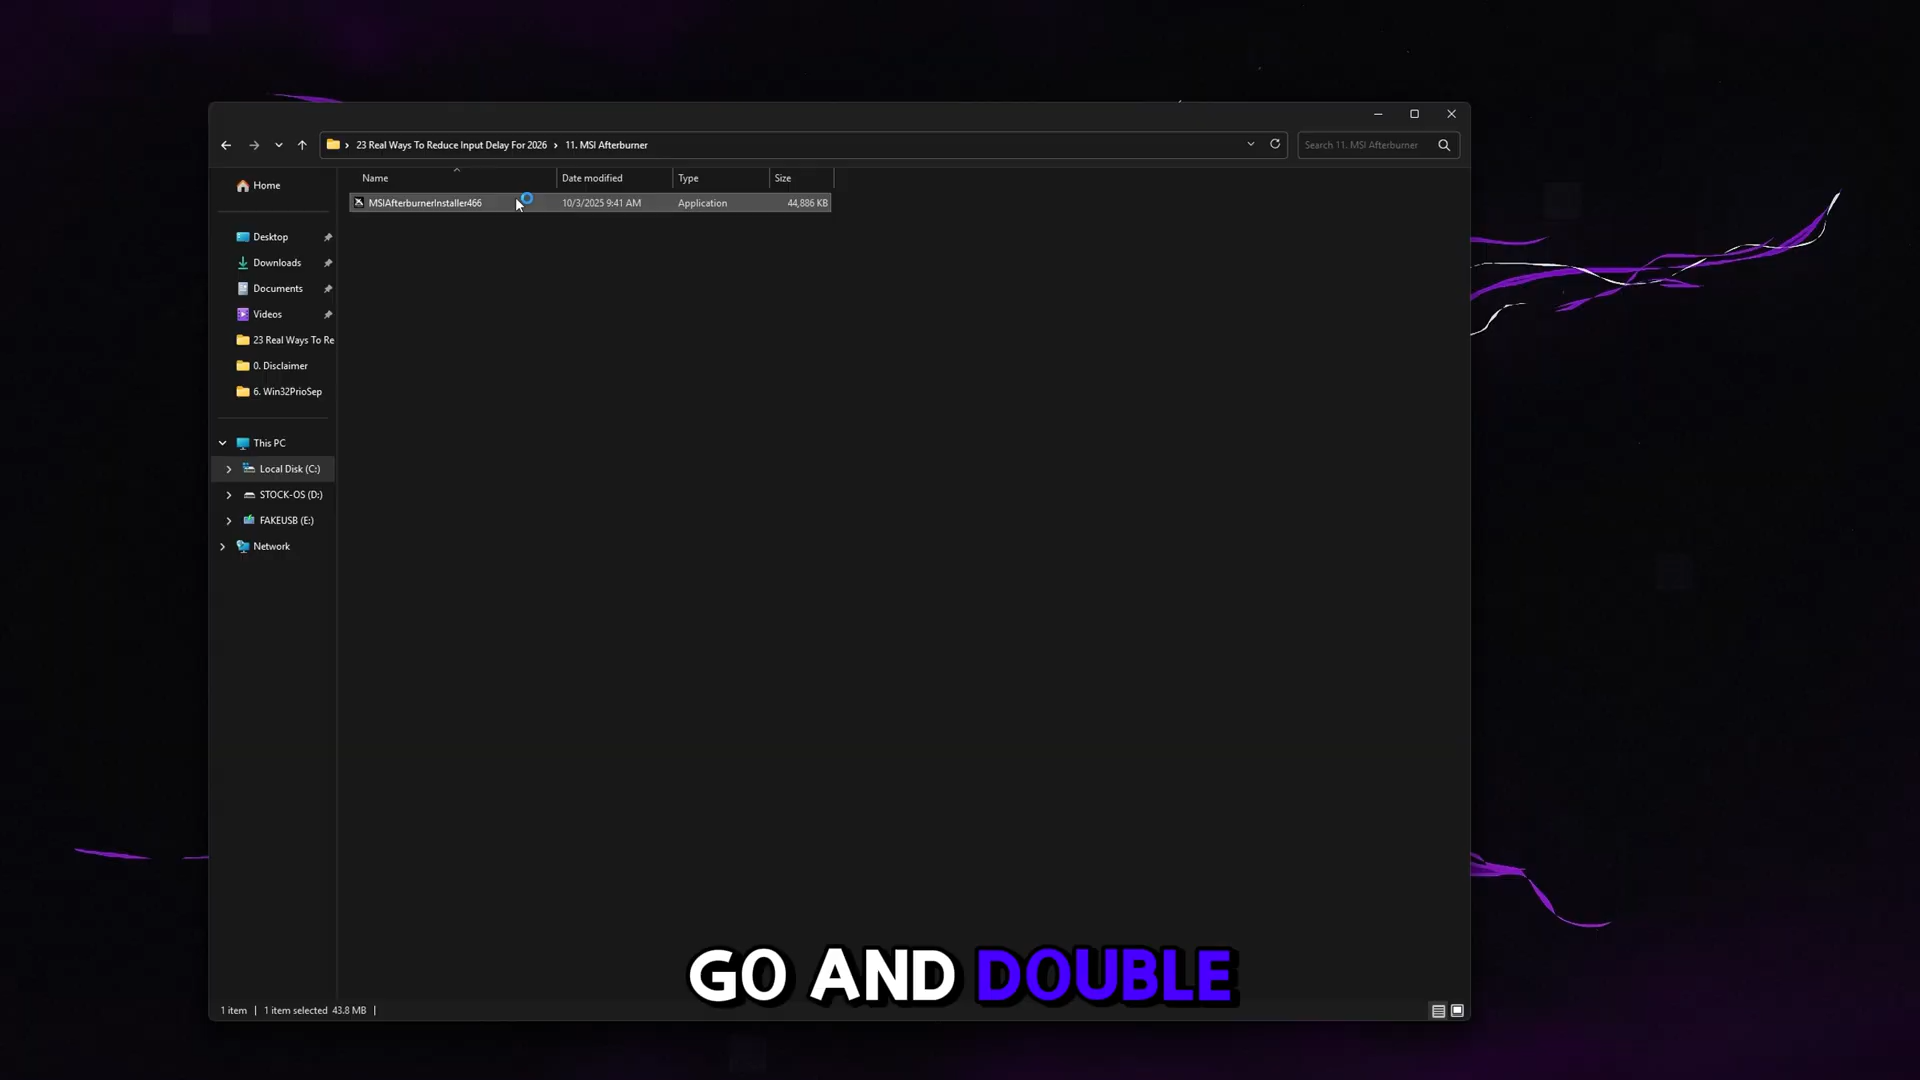 23 Real Ways To Reduce Input Delay For 2026 › 11. MSI Afterburner
Search 11. MSI Afterburner
Name
Date modified
Type
Size
MSIAfterburnerInstaller466
10/3/2025 9:41 AM
Application
44,886 KB
Home
Desktop
Downloads
Documents
Videos
23 Real Ways To Re
0. Disclaimer
6. Win32PrioSep
This PC
Local Disk (C:)
STOCK-OS (D:)
FAKEUSB (E:)
Network
GO AND DOUBLE
1 item
1 item selected 43.8 MB